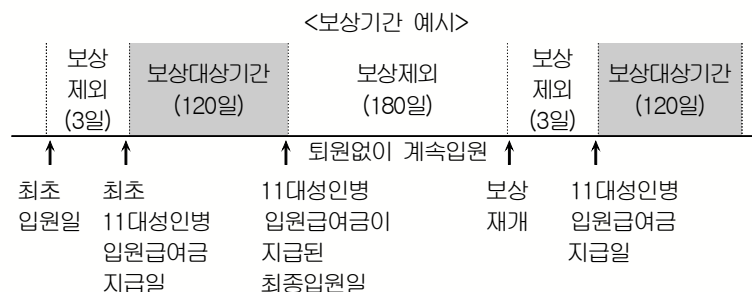 <보상기간 예시>
보상
제외
(3일)
보상대상기간
(120일)
보상제외
(180일)
보상
제외
(3일)
보상대상기간
(120일)
퇴원없이 계속입원
최초
입원일
최초
11대성인병
입원급여금
지급일
11대성인병
입원급여금이
지급된
최종입원일
보상
재개
11대성인병
입원급여금
지급일